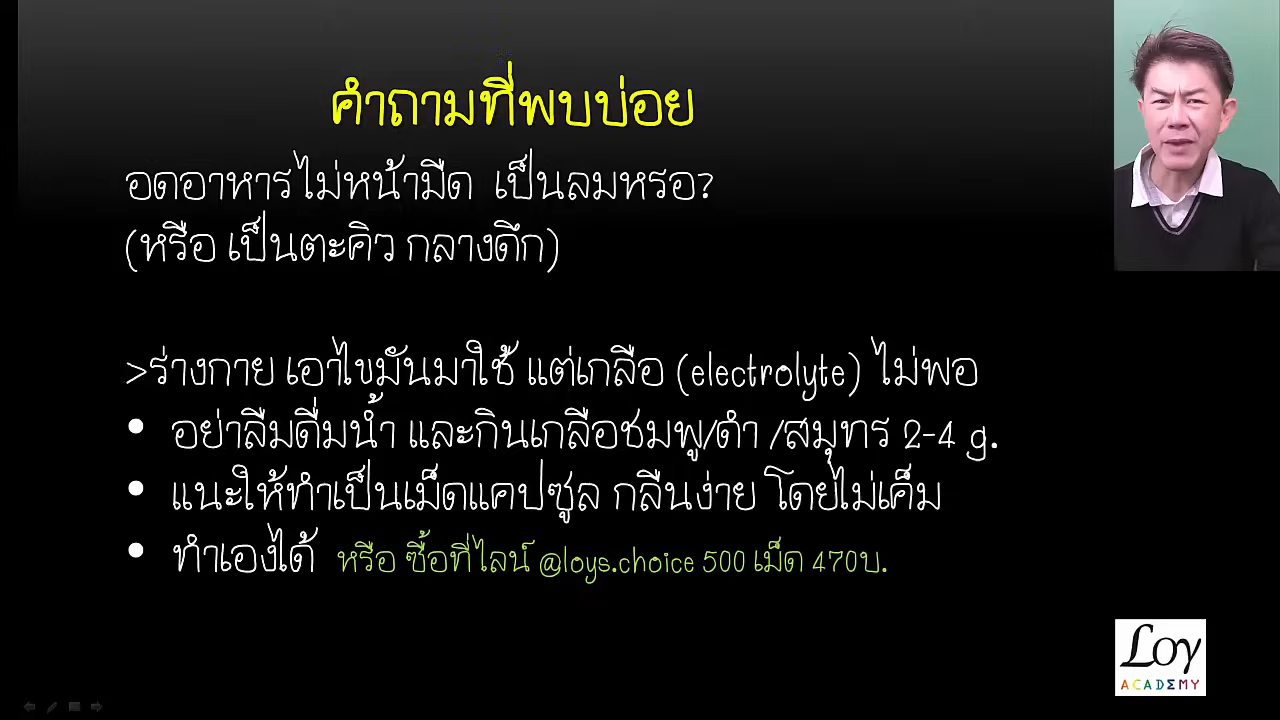 คำถามที่พบบ่อย
อดอาหารไม่หน้ามืด เป็นลมหรอ?
(หรือ เป็นตะคิว กลางดึก)
>ร่างกาย เอาไขมันมาใช้ แต่เกลือ (electrolyte) ไม่พอ
• อย่าลืมดื่มน้ำ และกินเกลือชมพู/ดำ /สมุทร 2-4 g.
• แนะให้ทำเป็นเม็ดแคปซูล กลืนง่าย โดยไม่เค็ม
• ทำเองได้ หรือ ซื้อที่ไลน์ @loys.choice 500 เม็ด 470บ.
Loy
ACADEMY